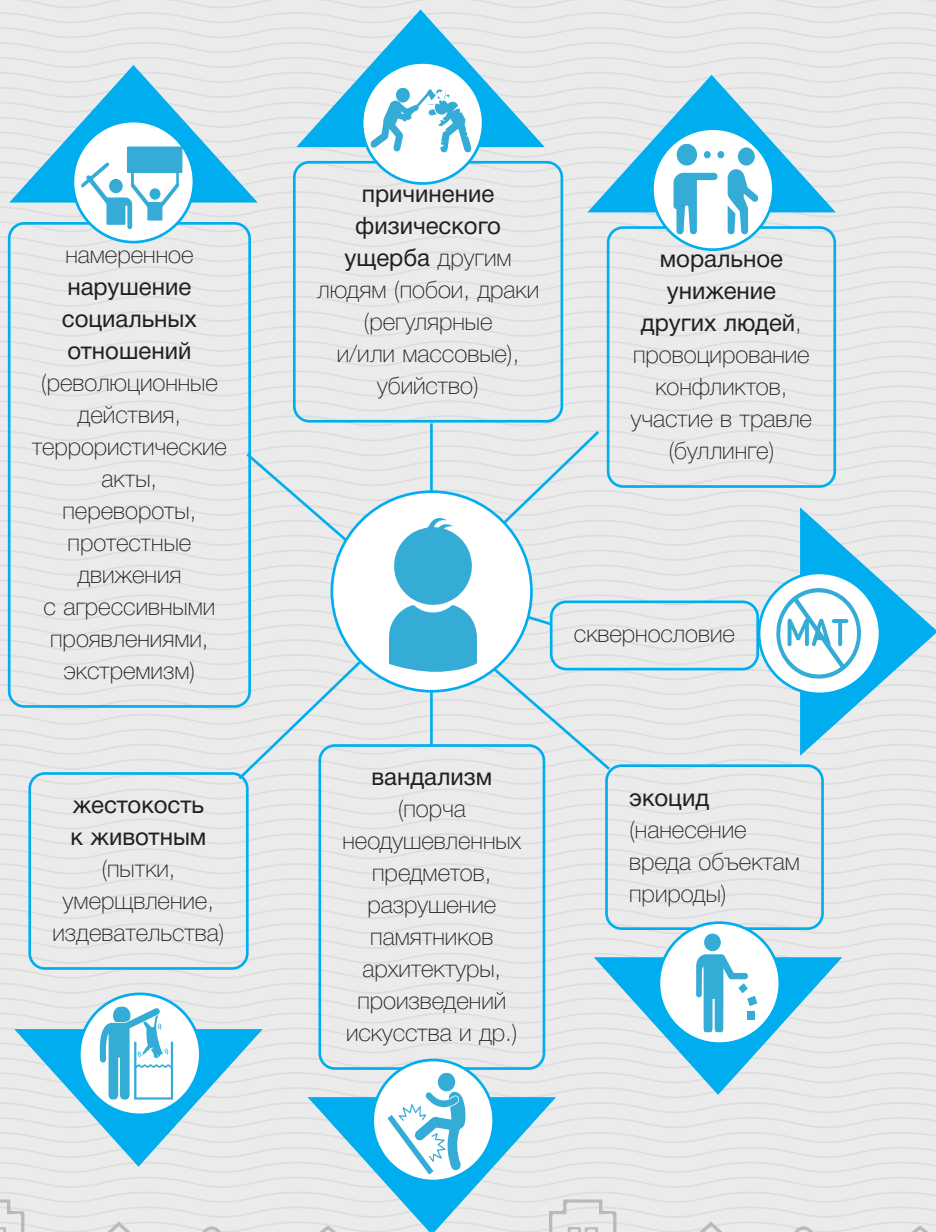 намеренное
нарушение
социальных
отношений
(революционные
действия,
террористические
акты,
перевороты,
протестные
движения
с агрессивными
проявлениями,
экстремизм)
причинение
физического
ущерба другим
людям (побои, драки
(регулярные
и/или массовые),
убийство)
моральное
унижение
других людей,
провоцирование
конфликтов,
участие в травле
(буллинге)
сквернословие
МАТ
жестокость
к животным
(пытки,
умерщвление,
издевательства)
вандализм
(порча
неодушевленных
предметов,
разрушение
памятников
архитектуры,
произведений
искусства и др.)
экоцид
(нанесение
вреда объектам
природы)